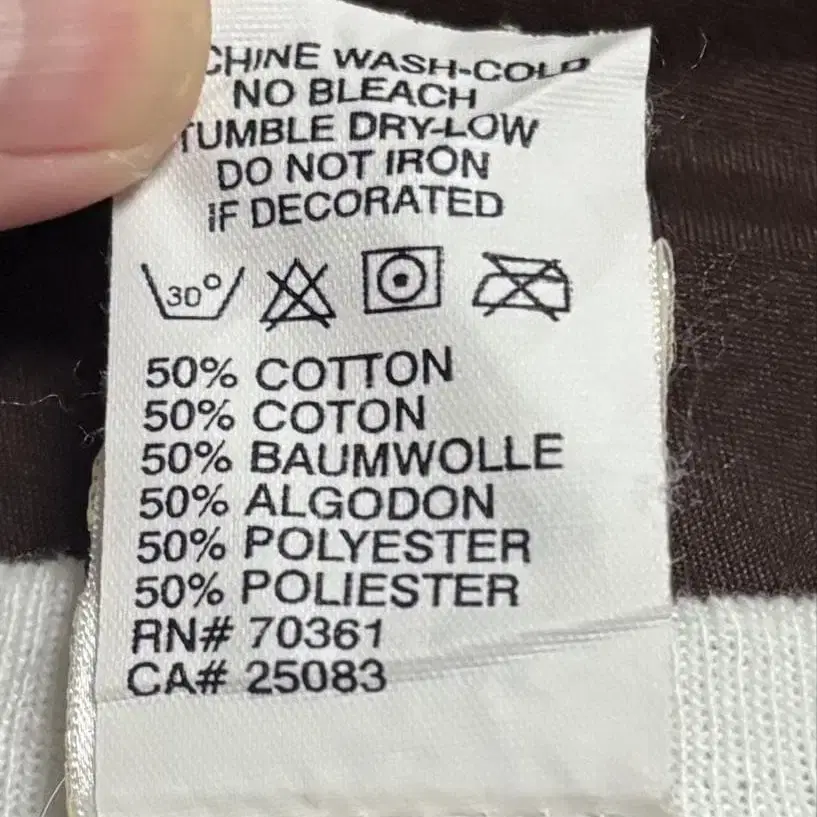 CHINE WASH-COLD
NO BLEACH
TUMBLE DRY-LOW
DO NOT IRON
IF DECORATED
30°
50% COTTON
50% COTON
50% BAUMWOLLE
50% ALGODON
50% POLYESTER
50% POLIESTER
RN# 70361
CA# 25083